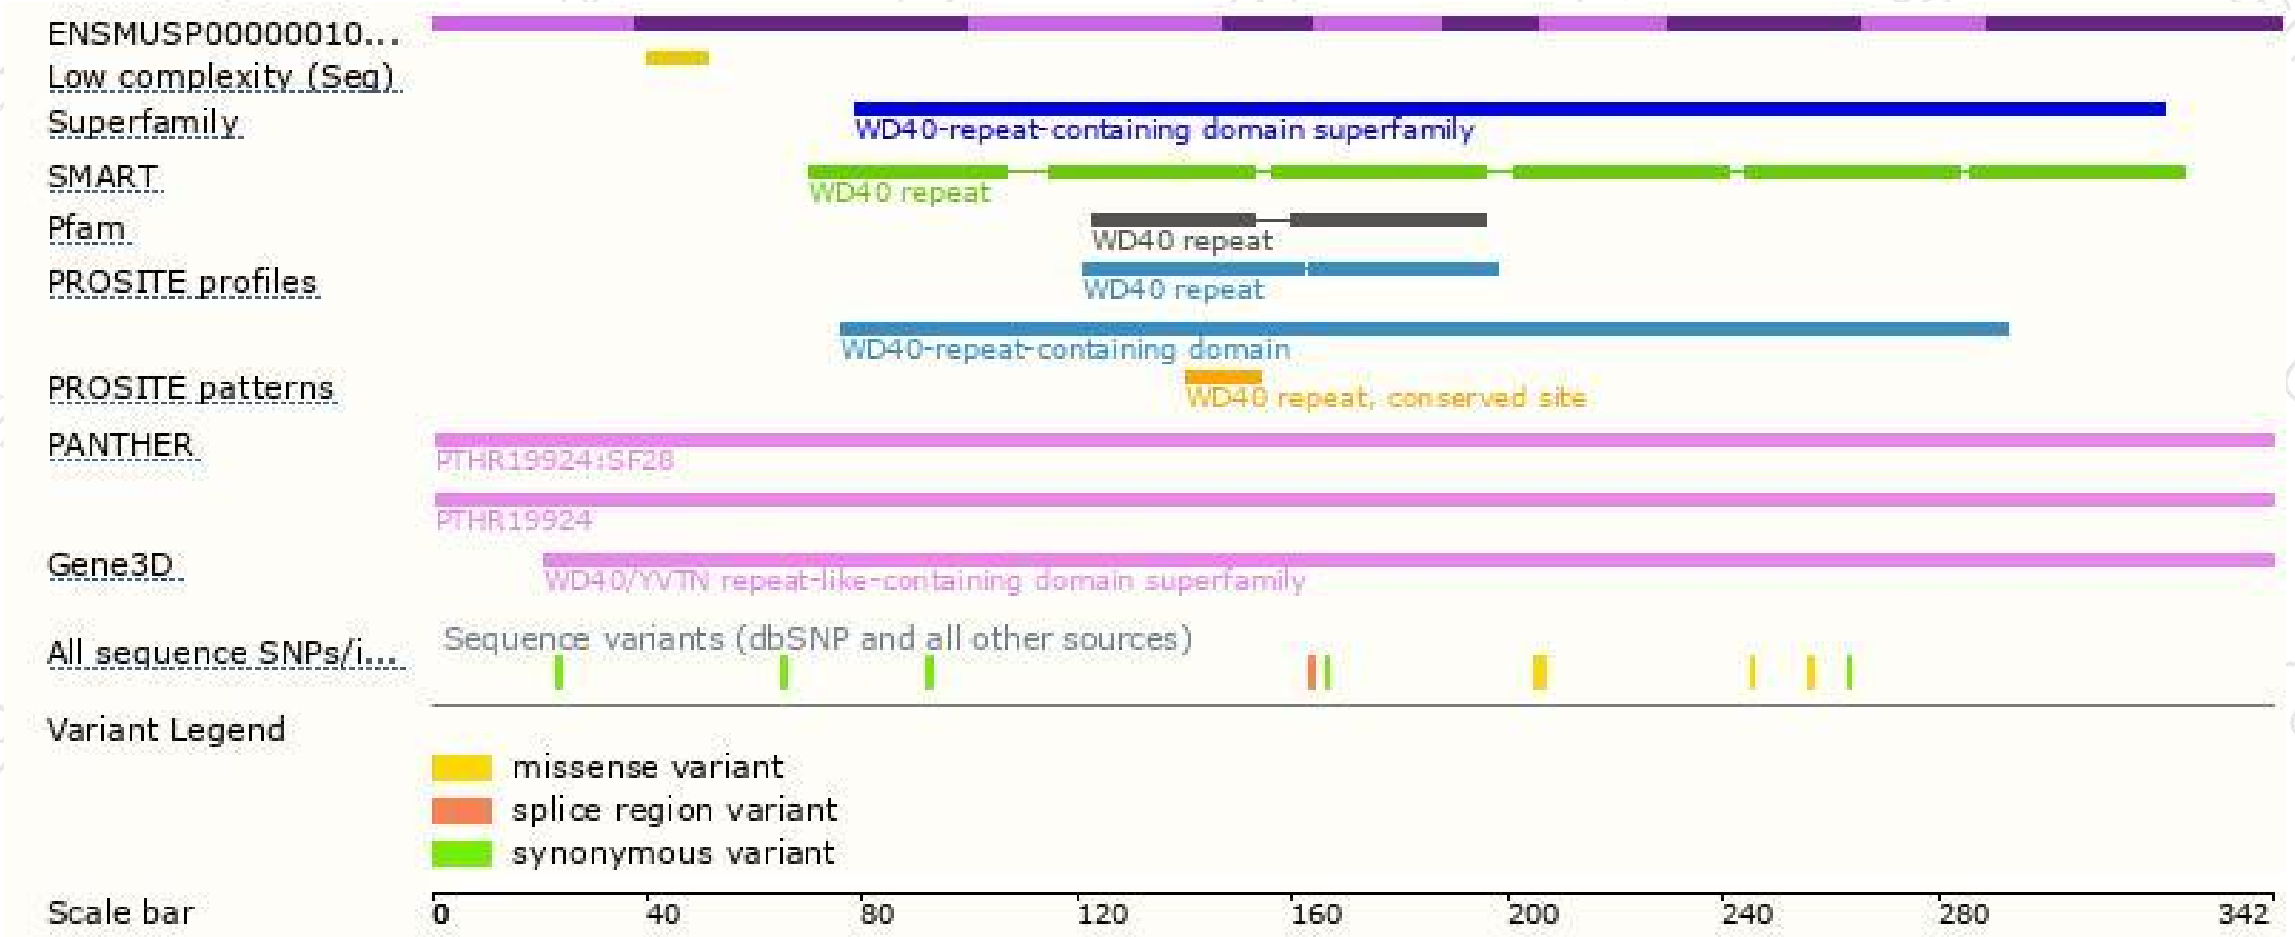 ENSMUSP00000010...
Low complexity (Seg)
Superfamily
WD40-repeat-containing domain superfamily
SMART
WD40 repeat
Pfam
WD40 repeat
PROSITE profiles
WD40 repeat
WD40-repeat-containing domain
PROSITE patterns
WD40 repeat, conserved site
PANTHER
PTHR19924:SF28
PTHR19924
Gene3D
WD40/YVTN repeat-like-containing domain superfamily
All sequence SNPs/i...
Sequence variants (dbSNP and all other sources)
Variant Legend
missense variant
splice region variant
synonymous variant
Scale bar
0 40 80 120 160 200 240 280 342